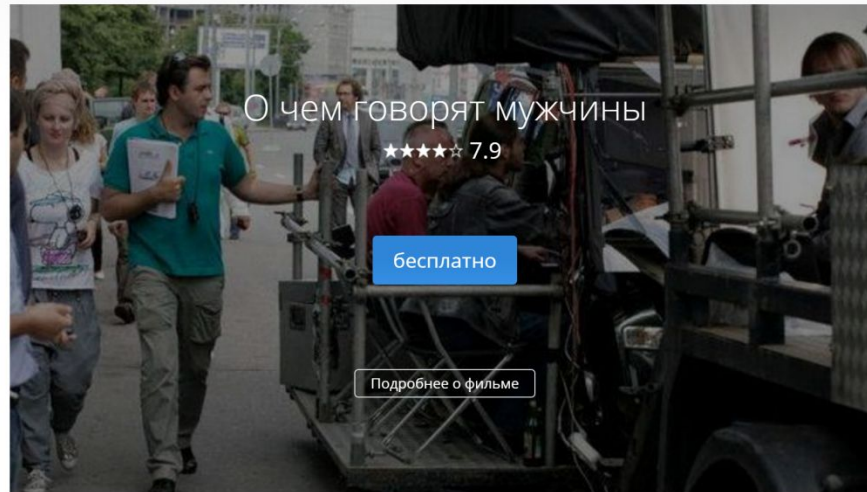 О чем говорят мужчины
★★★★☆ 7.9
бесплатно
Подробнее о фильме